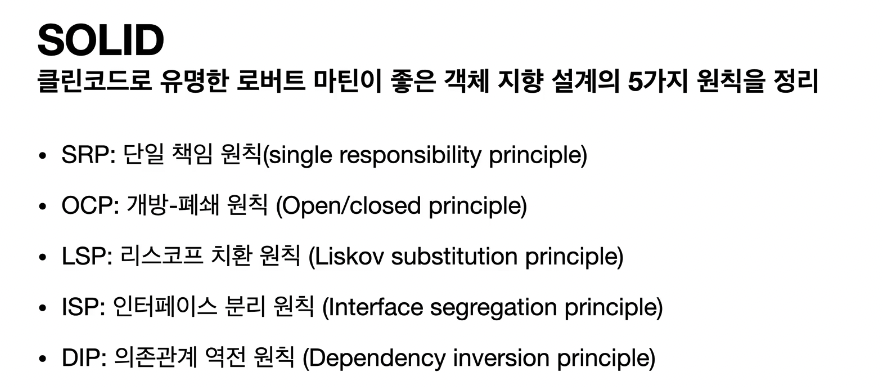 SOLID
클린코드로 유명한 로버트 마틴이 좋은 객체 지향 설계의 5가지 원칙을 정리
• SRP: 단일 책임 원칙(single responsibility principle)
• OCP: 개방-폐쇄 원칙 (Open/closed principle)
• LSP: 리스코프 치환 원칙 (Liskov substitution principle)
• ISP: 인터페이스 분리 원칙 (Interface segregation principle)
• DIP: 의존관계 역전 원칙 (Dependency inversion principle)